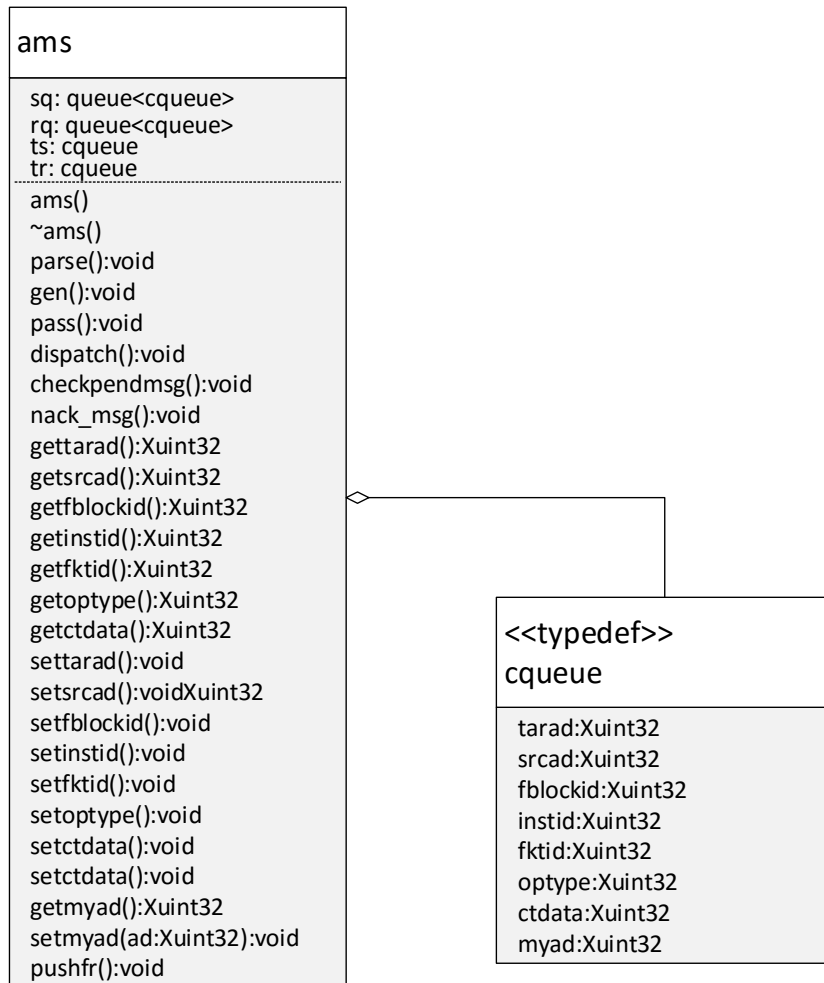 ams
sq: queue<cqueue>
rq: queue<cqueue>
ts: cqueue
tr: cqueue
ams()
~ams()
parse():void
gen():void
pass():void
dispatch():void
checkpendmsg():void
nack_msg():void
gettarad():Xuint32
getsrcad():Xuint32
getfblockid():Xuint32
getinstid():Xuint32
getfktid():Xuint32
getoptype():Xuint32
getctdata():Xuint32
settarad():void
setsrcad():voidXuint32
setfblockid():void
setinstid():void
setfktid():void
setoptype():void
setctdata():void
setctdata():void
getmyad():Xuint32
setmyad(ad:Xuint32):void
pushfr():void
<<typedef>>
cqueue
tarad:Xuint32
srcad:Xuint32
fblockid:Xuint32
instid:Xuint32
fktid:Xuint32
optype:Xuint32
ctdata:Xuint32
myad:Xuint32